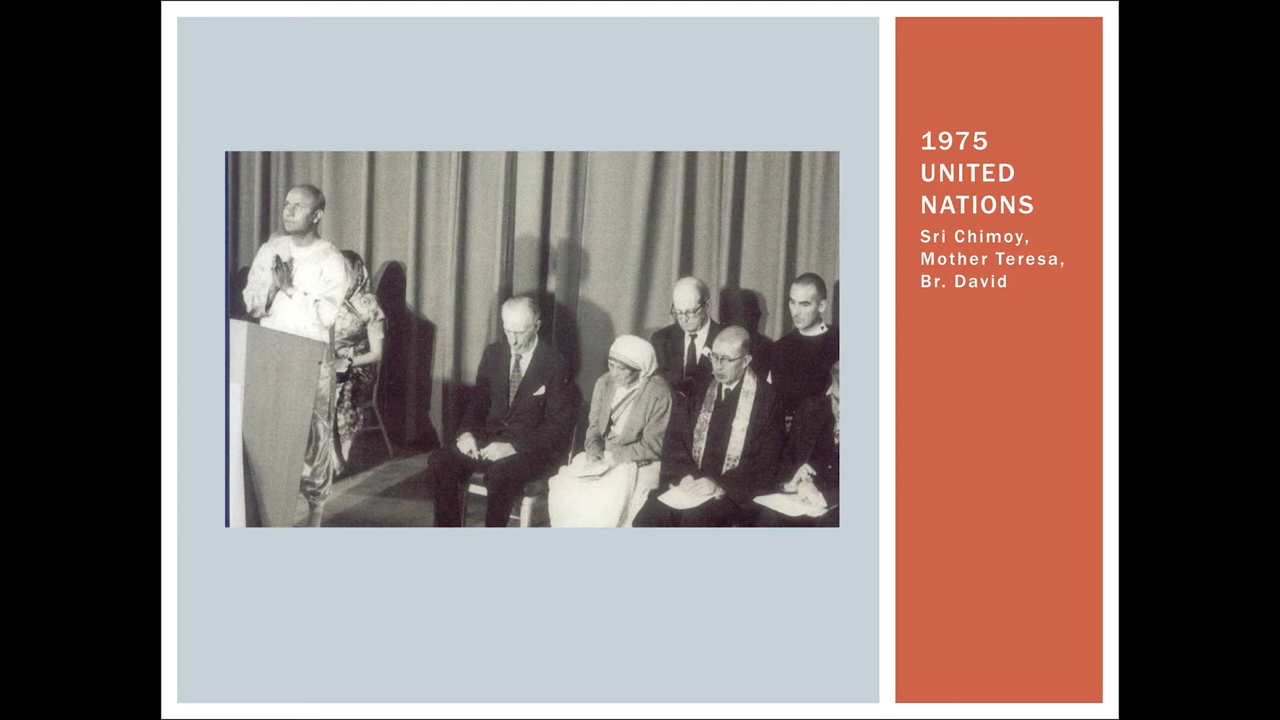 1975
UNITED
NATIONS
Sri Chimoy,
Mother Teresa,
Br. David